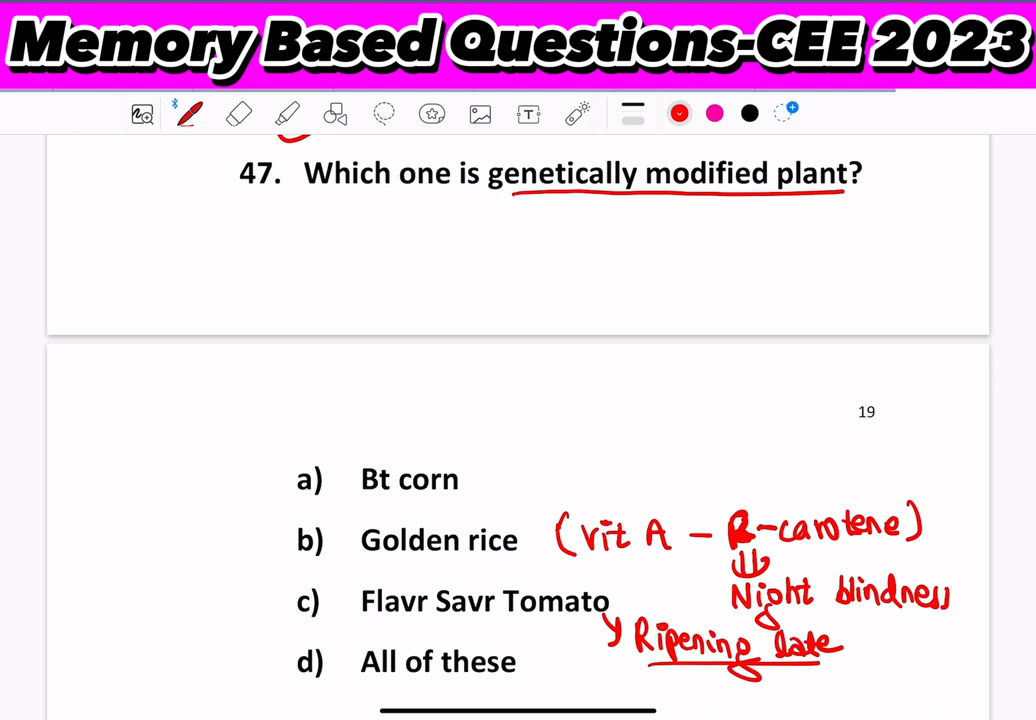 Memory Based Questions-CEE 2023
47. Which one is genetically modified plant?
19
a) Bt corn
b) Golden rice (vit A - β-carotene)
Night blindness
c) Flavr Savr Tomato
Ripening late
d) All of these